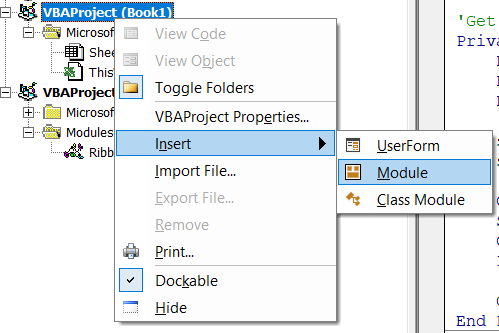 VBAProject (Book1)
Microsof
Shee
This
VBAProject
Microsof
Modules
Ribb
View Code
View Object
Toggle Folders
VBAProject Properties...
Insert
Import File...
Export File...
Remove
Print...
Dockable
Hide
UserForm
Module
Class Module
'Get
Priva
End